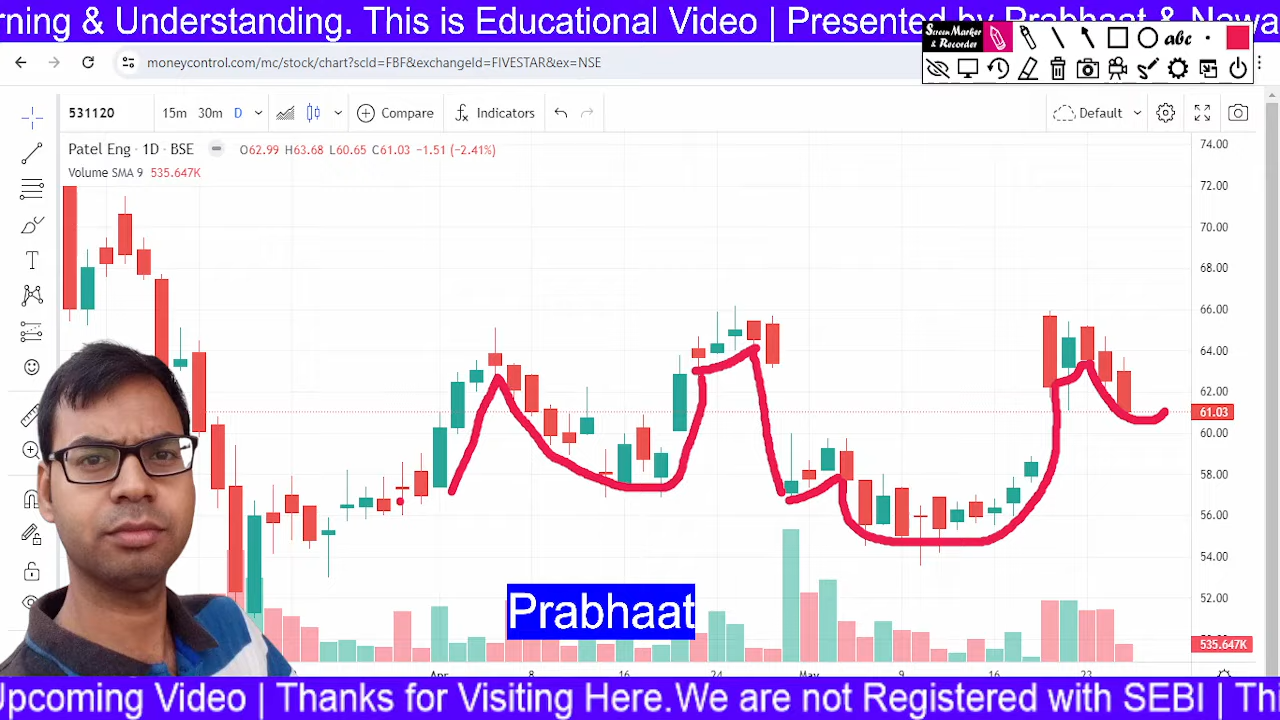 rning & Understanding. This is Educational Video | Presented by Prabhaat & Nawa
Screen Marker
& Recorder
abc
moneycontrol.com/mc/stock/chart?scId=FBF&exchangeId=FIVESTAR&ex=NSE
531120 15m 30m D Compare Indicators Default
Patel Eng · 1D · BSE O62.99 H63.68 L60.65 C61.03 −1.51 (−2.41%)
Volume SMA 9 535.647K
74.00
72.00
70.00
68.00
66.00
64.00
62.00
61.03
60.00
58.00
56.00
54.00
52.00
535.647K
Prabhaat
Apr 8 16 24 May 9 16 23
Upcoming Video | Thanks for Visiting Here.We are not Registered with SEBI | Th